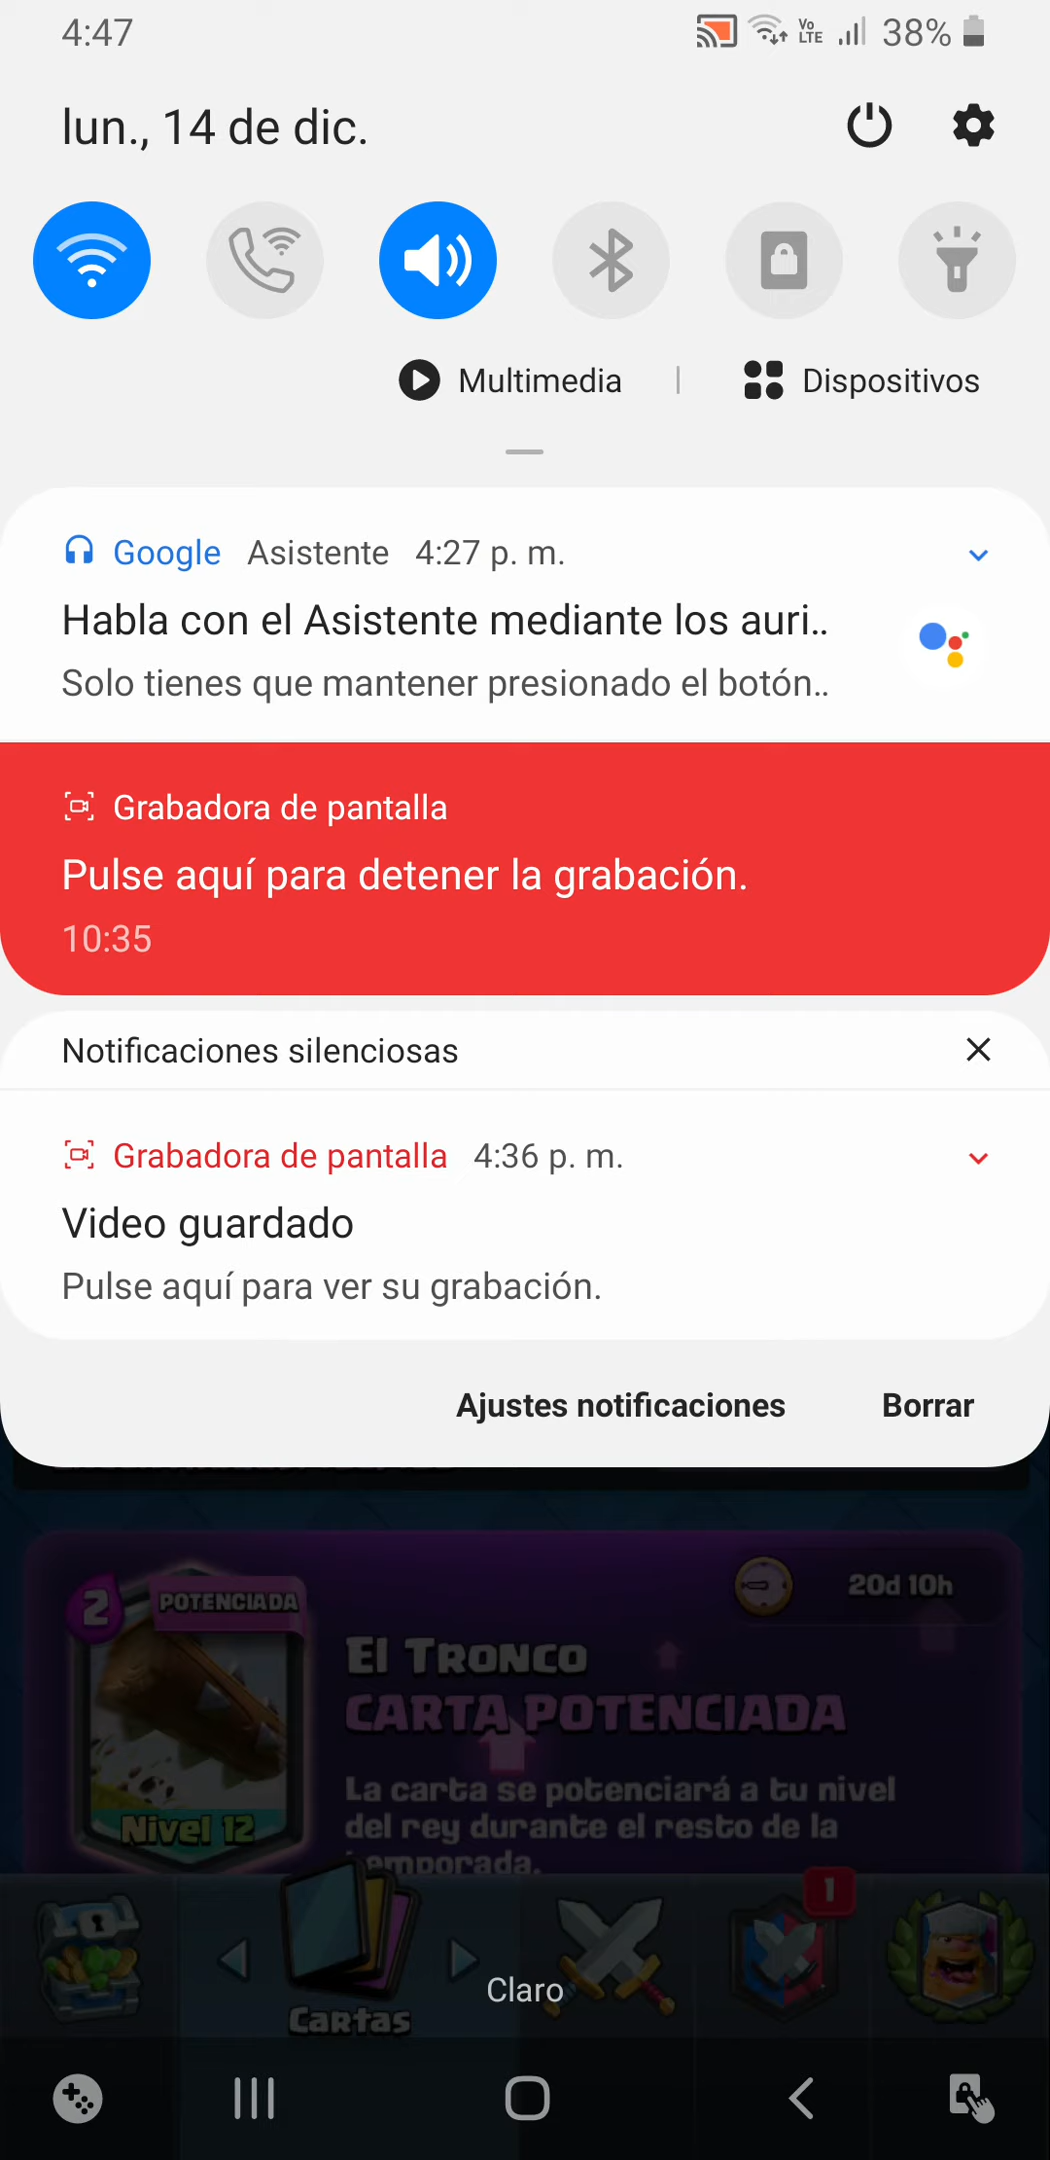 4:47
Vo LTE 38%
lun., 14 de dic.
Multimedia | Dispositivos
Google Asistente 4:27 p. m.
Habla con el Asistente mediante los auri..
Solo tienes que mantener presionado el botón..
Grabadora de pantalla
Pulse aquí para detener la grabación.
10:35
Notificaciones silenciosas
Grabadora de pantalla 4:36 p. m.
Video guardado
Pulse aquí para ver su grabación.
Ajustes notificaciones Borrar
2 POTENCIADA 20d 10h
El Tronco
CARTA POTENCIADA
La carta se potenciará a tu nivel
del rey durante el resto de la
temporada.
Nivel 12
1
Claro
Cartas